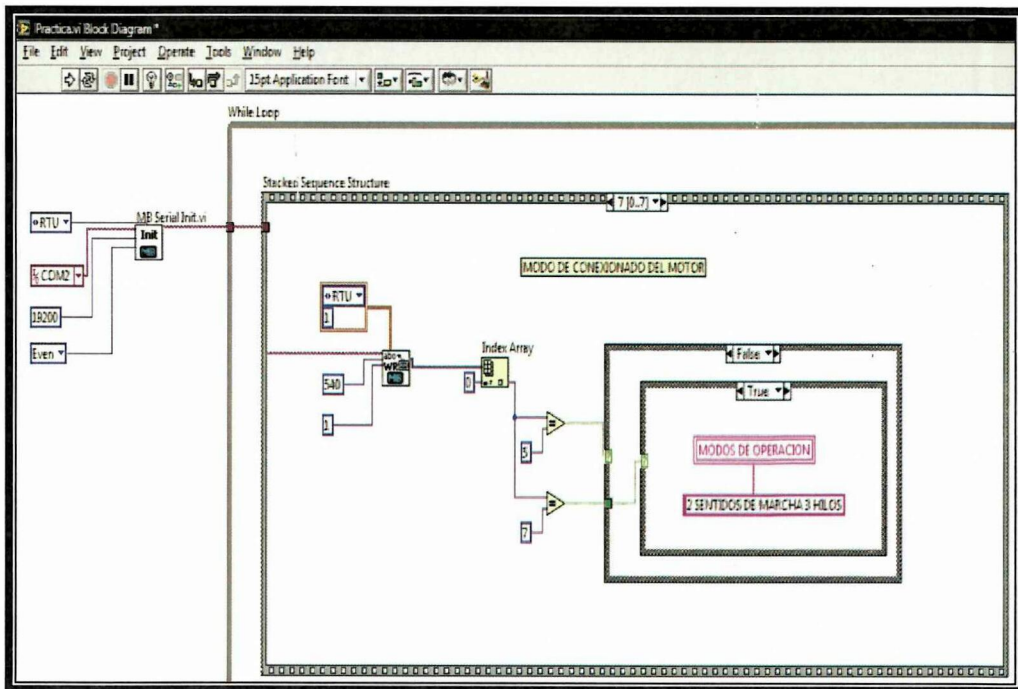 Practica.vi Block Diagram *
File Edit View Project Operate Tools Window Help
15pt Application Font
While Loop
Stacked Sequence Structure
7 [0..7]
RTU
MB Serial Init.vi
Init
COM2
19200
Even
MODO DE CONEXIONADO DEL MOTOR
RTU
1
Index Array
abc
540
1
0
5
7
False
True
MODOS DE OPERACION
2 SENTIDOS DE MARCHA 3 HILOS